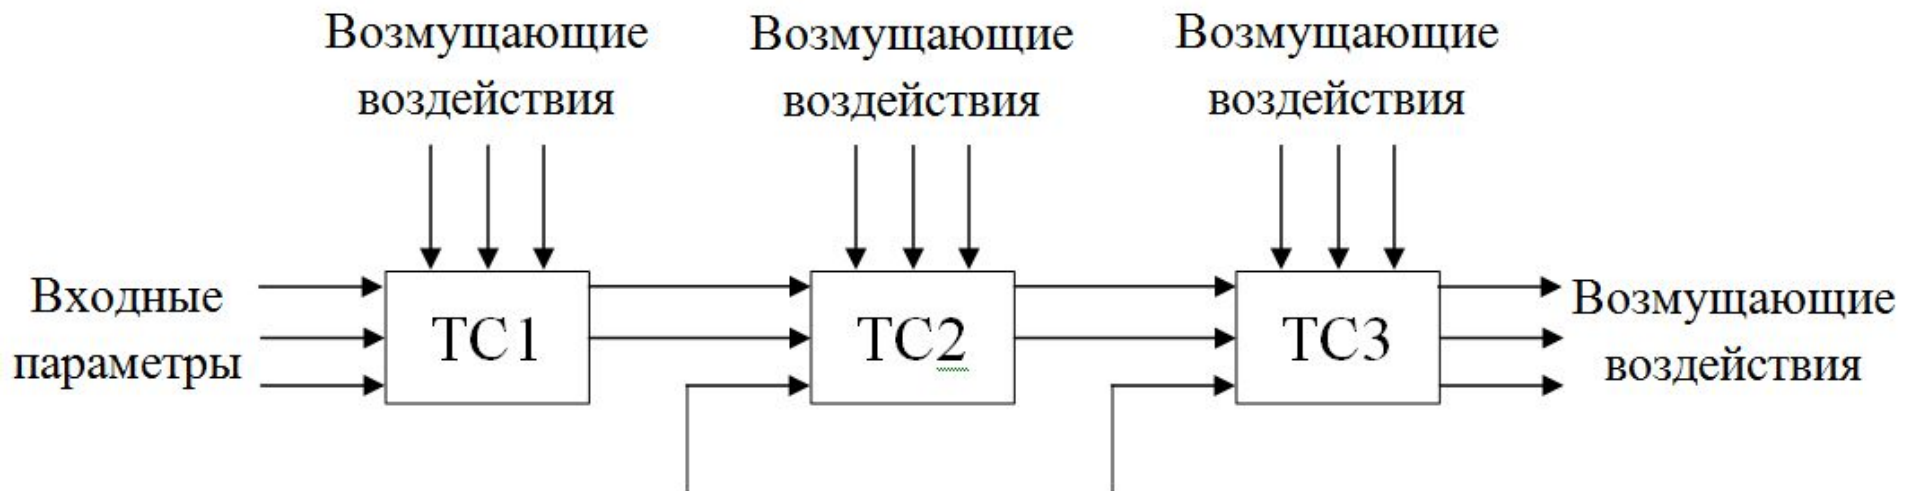 Возмущающие
воздействия
Возмущающие
воздействия
Возмущающие
воздействия
Входные
параметры
ТС1
ТС2
ТС3
Возмущающие
воздействия